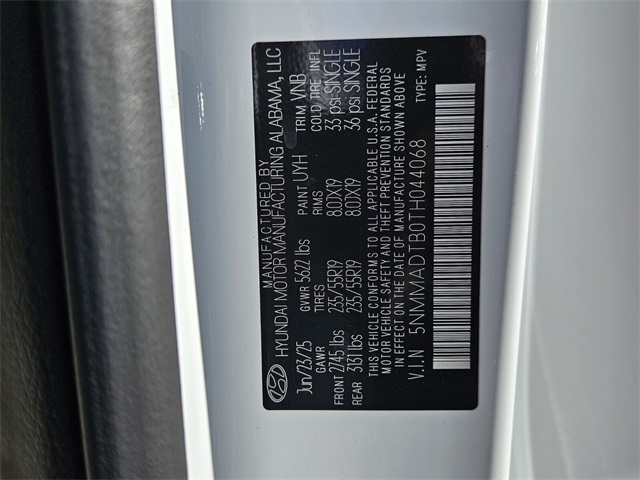 MANUFACTURED BY
HYUNDAI MOTOR MANUFACTURING ALABAMA, LLC
Jun/23/25 GVWR 5622 lbs PAINT UYH TRIM VNB
GAWR TIRES RIMS COLD TIRE INFL
FRONT 2745 lbs 235/55R19 8.0JX19 33 psi SINGLE
REAR 3131 lbs 235/55R19 8.0JX19 36 psi SINGLE
THIS VEHICLE CONFORMS TO ALL APPLICABLE U.S.A. FEDERAL
MOTOR VEHICLE SAFETY AND THEFT PREVENTION STANDARDS
IN EFFECT ON THE DATE OF MANUFACTURE SHOWN ABOVE
V.I.N 5NMMADTB0TH044068 TYPE: MPV